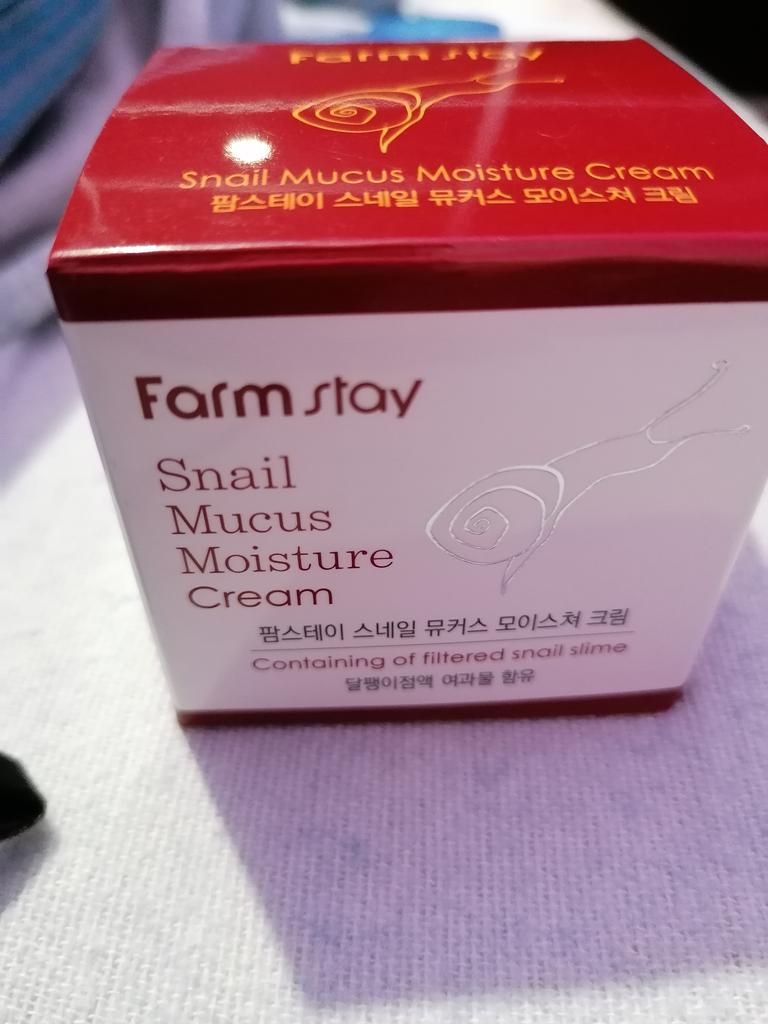 Farm stay
Snail Mucus Moisture Cream
팜스테이 스네일 뮤커스 모이스쳐 크림
Farm stay
Snail
Mucus
Moisture
Cream
팜스테이 스네일 뮤커스 모이스쳐 크림
Containing of filtered snail slime
달팽이점액 여과물 함유